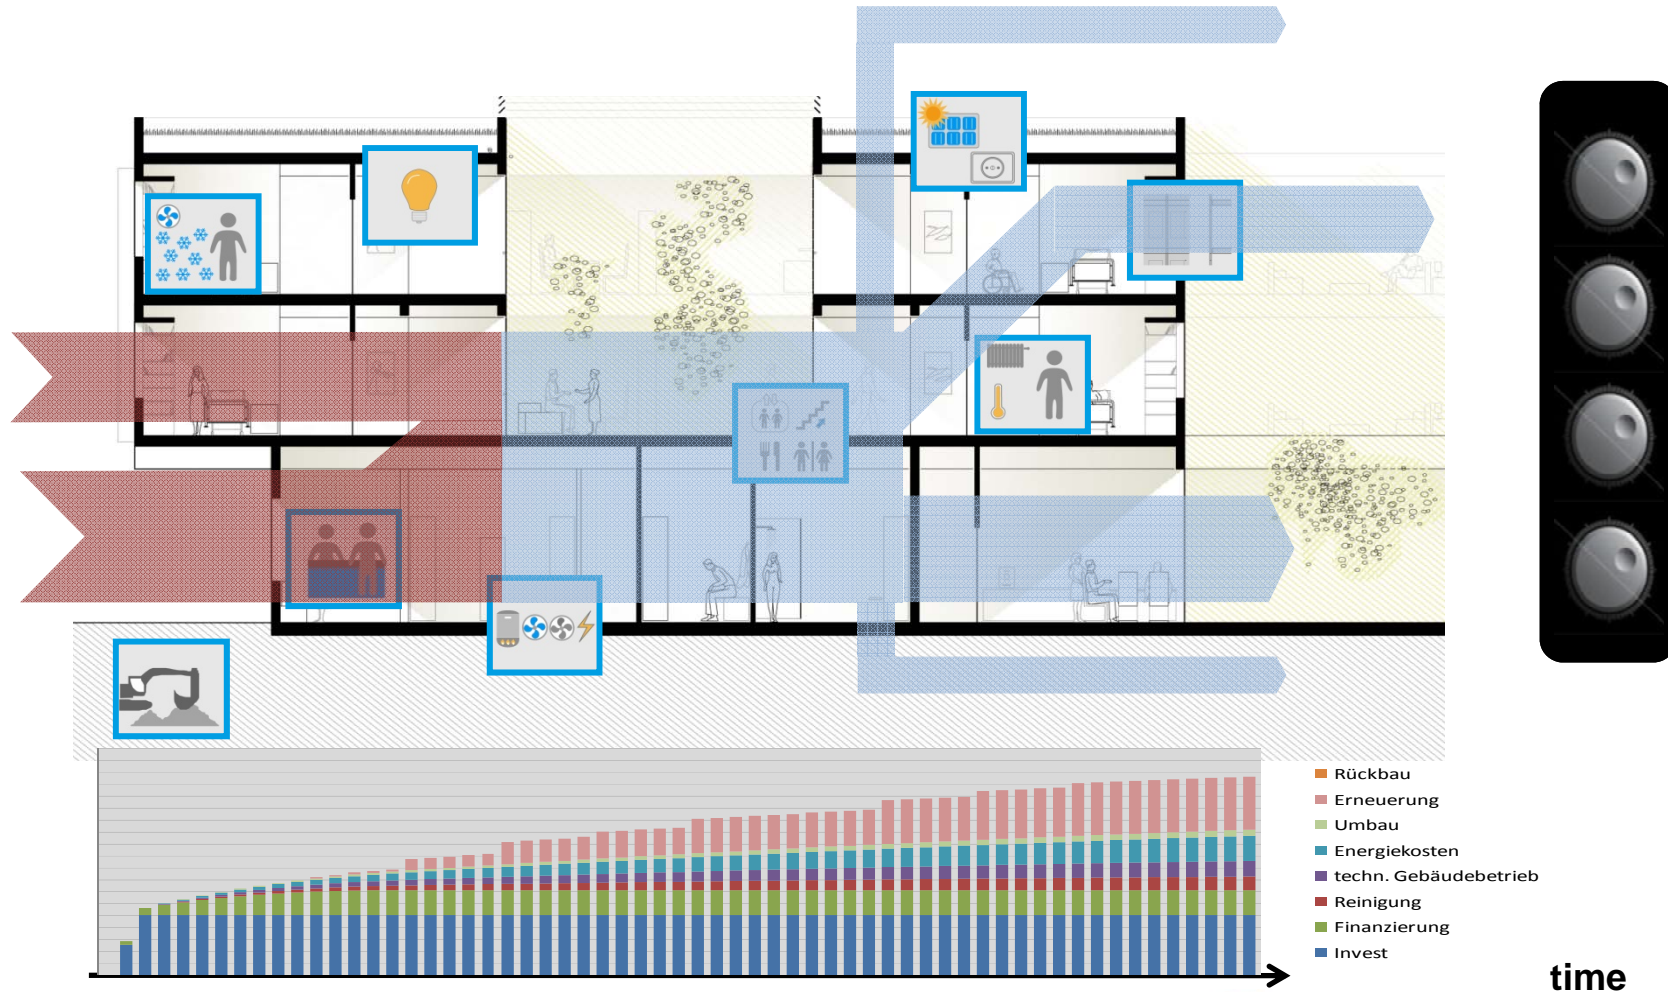 Rückbau
Erneuerung
Umbau
Energiekosten
techn. Gebäudebetrieb
Reinigung
Finanzierung
Invest
time